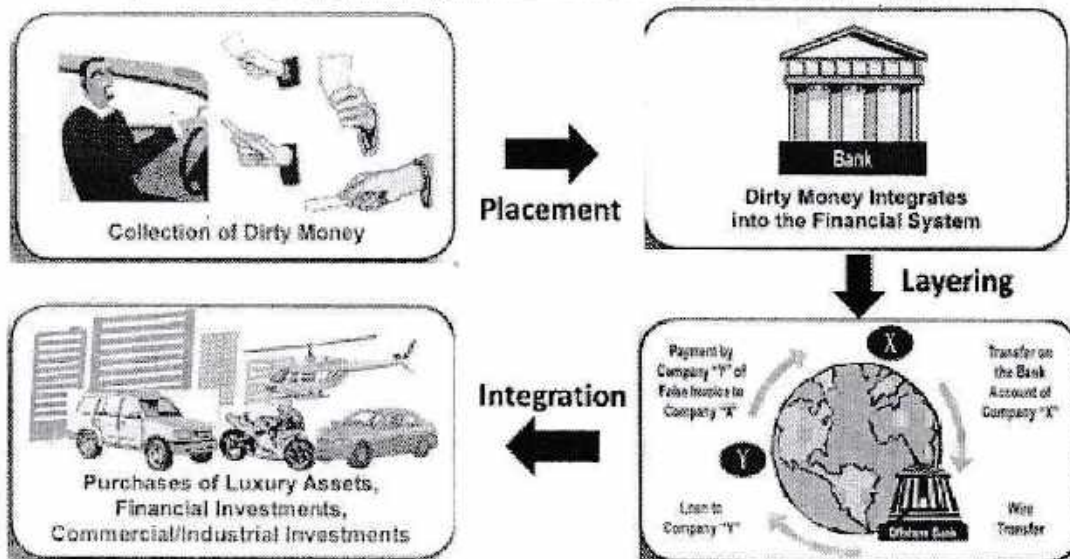 Collection of Dirty Money
Placement
Bank
Dirty Money Integrates
into the Financial System
Layering
X
Payment by
Company "Y" of
False Invoice to
Company "X"
Transfer on
the Bank
Account of
Company "X"
Y
Loan to
Company "Y"
Offshore Bank
Wire
Transfer
Integration
Purchases of Luxury Assets,
Financial Investments,
Commercial/Industrial Investments